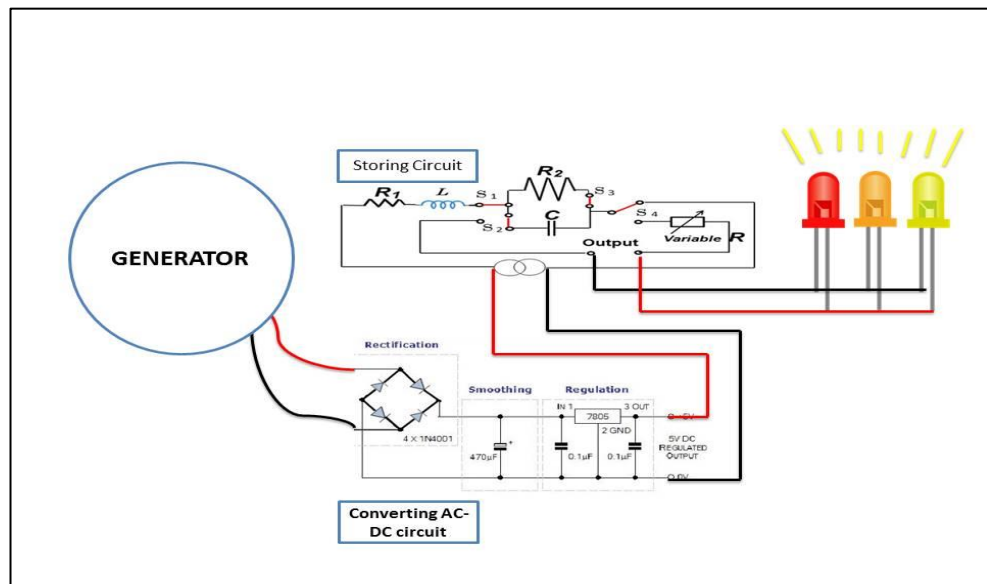 Storing Circuit
R1
L
S1
R2
S3
S2
C
S4
Variable
R
Output
GENERATOR
Rectification
Smoothing
Regulation
IN 1
7805
3 OUT
2 GND
4 X 1N4001
470µF
+
0.1µF
0.1µF
5V DC
REGULATED
OUTPUT
Converting AC-
DC circuit